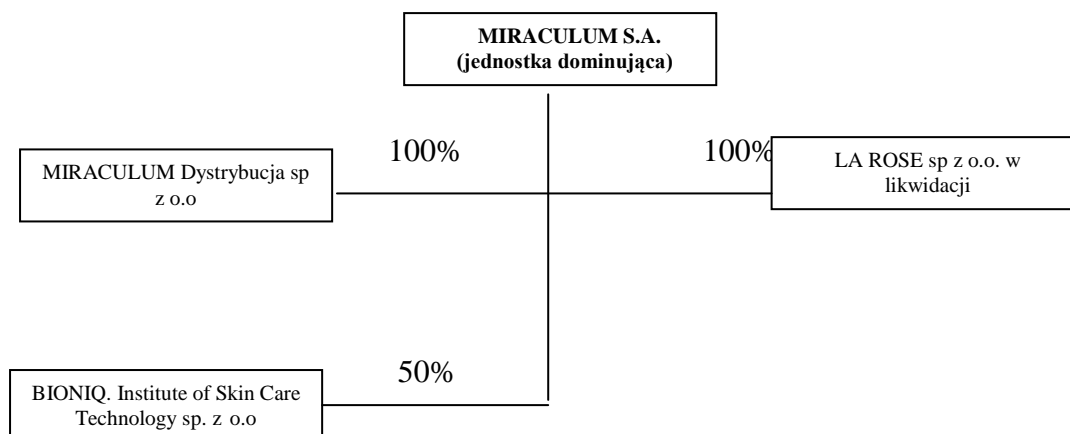 MIRACULUM S.A.
(jednostka dominująca)
100%
100%
MIRACULUM Dystrybucja sp
z o.o
LA ROSE sp z o.o. w
likwidacji
50%
BIONIQ. Institute of Skin Care
Technology sp. z o.o